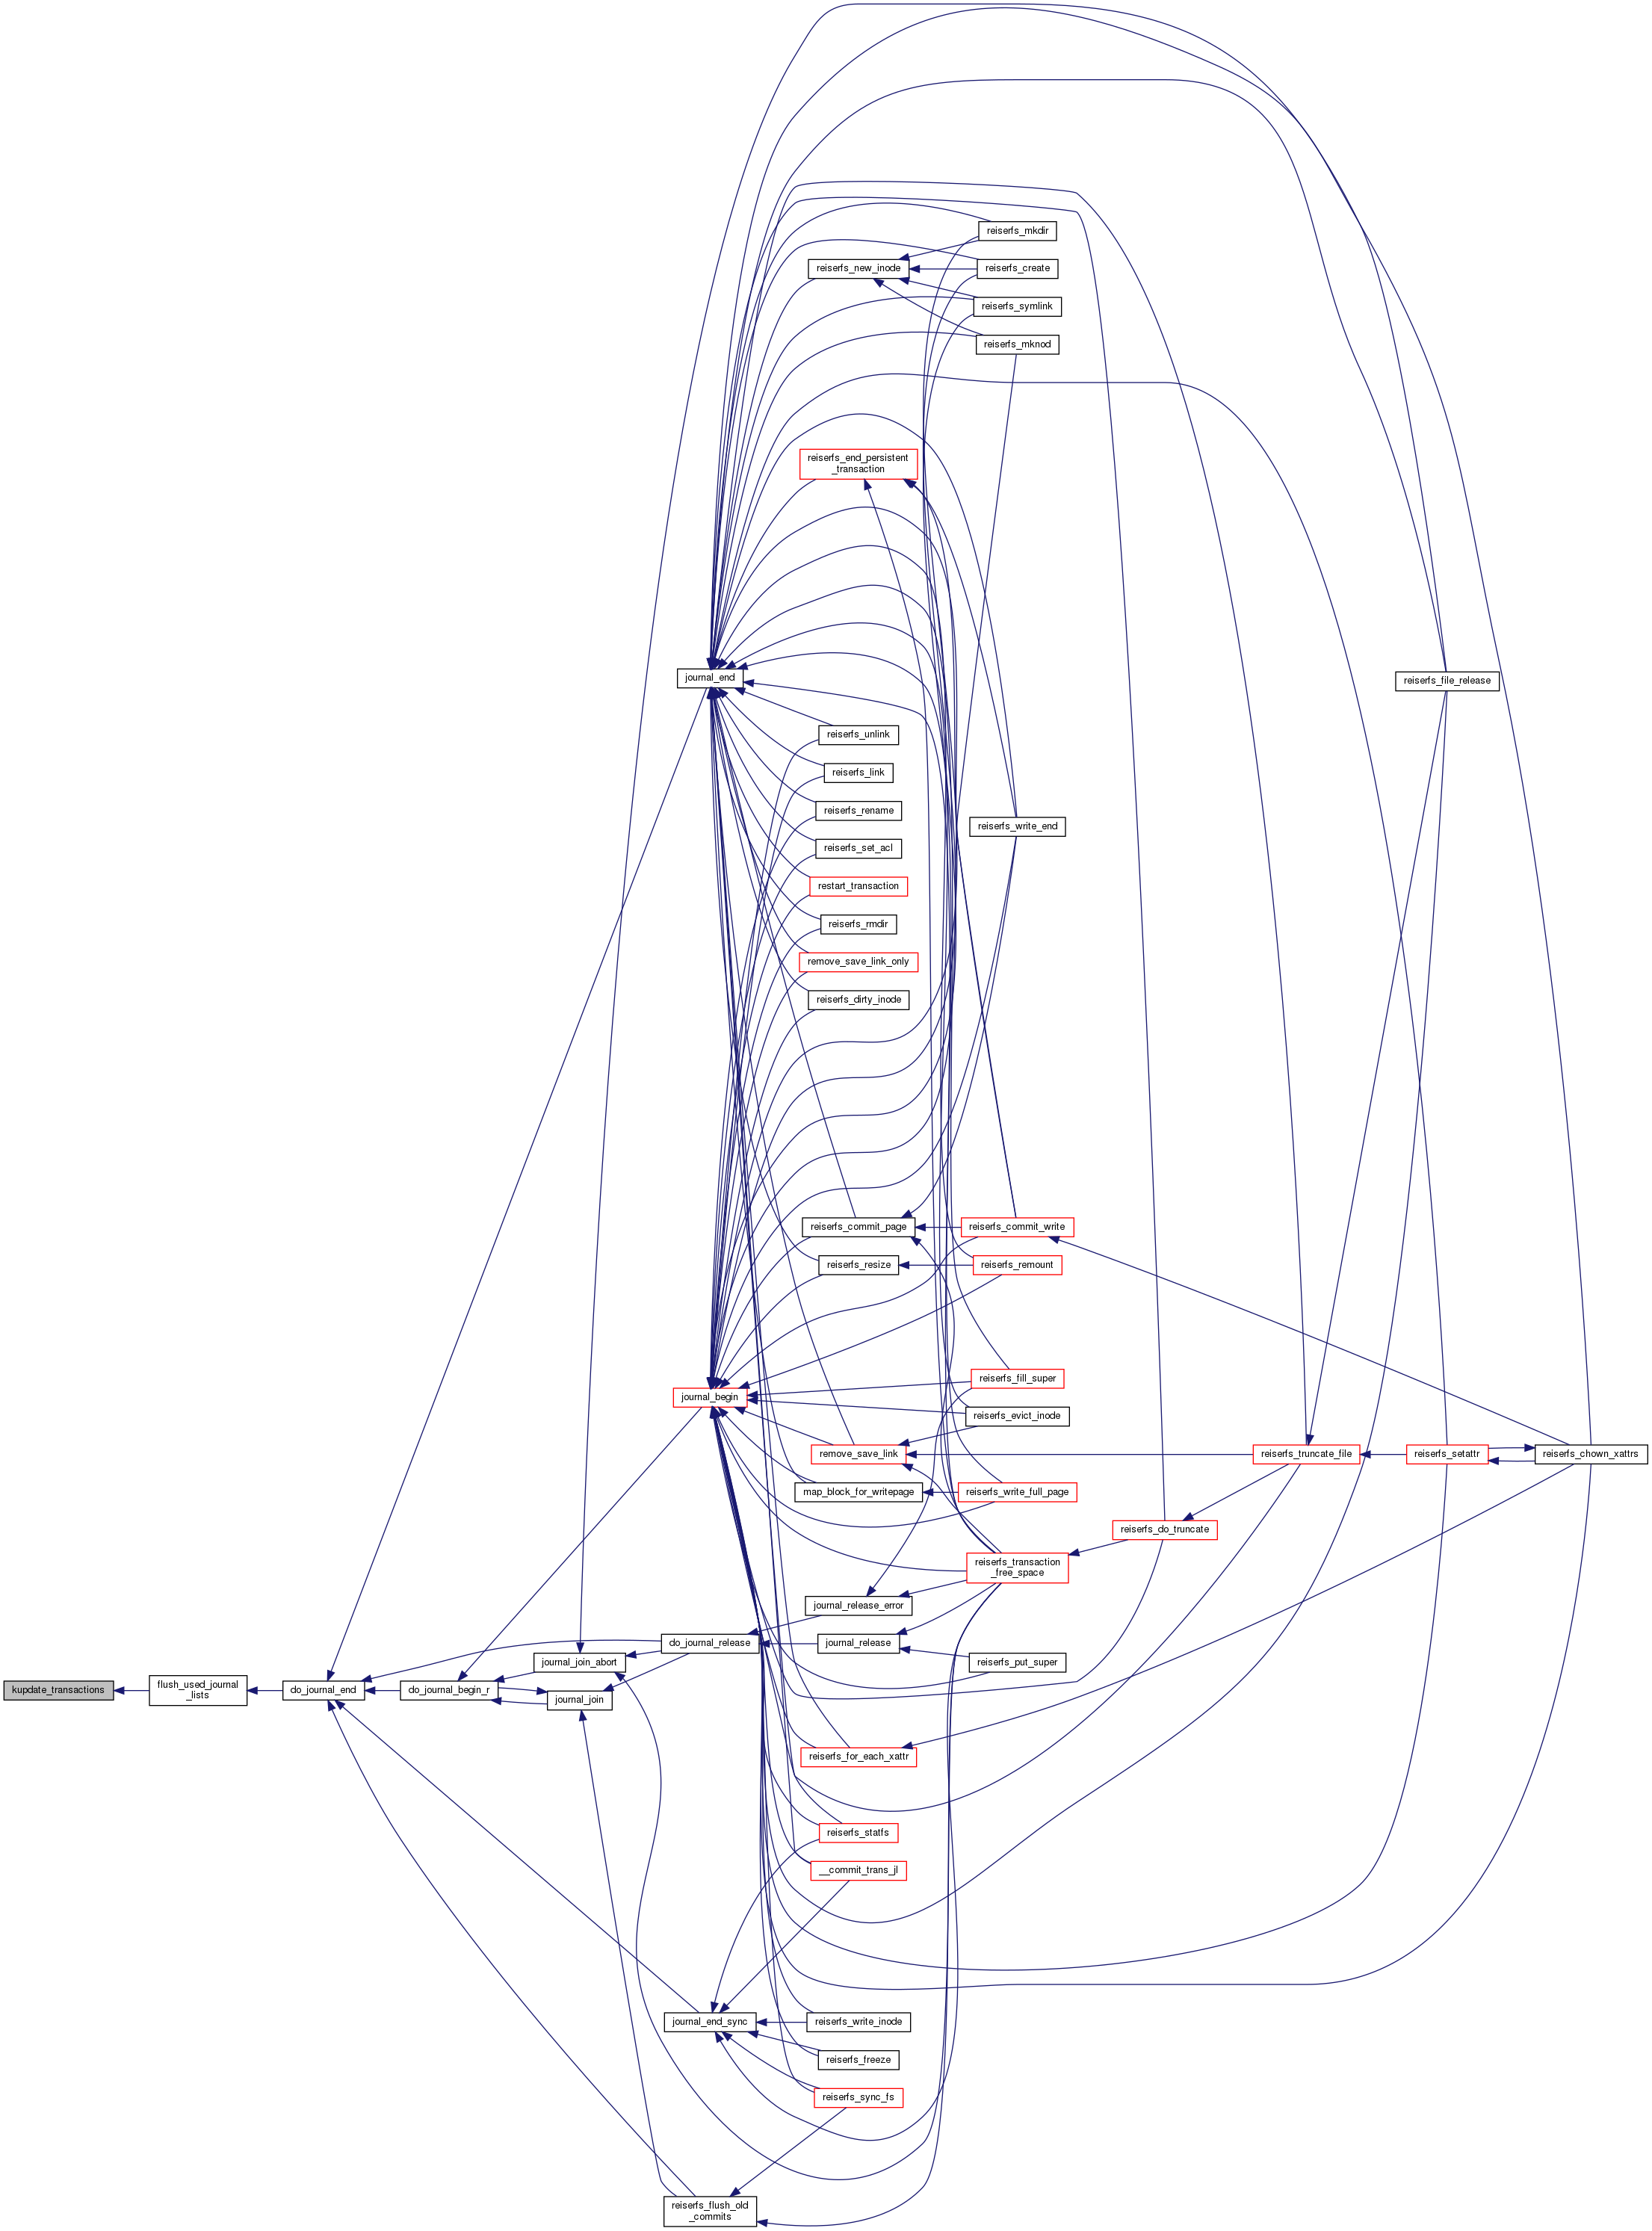 reiserfs_mkdir
reiserfs_new_inode
reiserfs_create
reiserfs_symlink
reiserfs_mknod
reiserfs_end_persistent
_transaction
journal_end
reiserfs_file_release
reiserfs_unlink
reiserfs_link
reiserfs_rename
reiserfs_write_end
reiserfs_set_acl
restart_transaction
reiserfs_rmdir
remove_save_link_only
reiserfs_dirty_inode
reiserfs_commit_page
reiserfs_commit_write
reiserfs_resize
reiserfs_remount
reiserfs_fill_super
journal_begin
reiserfs_evict_inode
remove_save_link
reiserfs_truncate_file
reiserfs_setattr
reiserfs_chown_xattrs
map_block_for_writepage
reiserfs_write_full_page
reiserfs_do_truncate
reiserfs_transaction
_free_space
journal_release_error
do_journal_release
journal_release
journal_join_abort
reiserfs_put_super
kupdate_transactions
flush_used_journal
_lists
do_journal_end
do_journal_begin_r
journal_join
reiserfs_for_each_xattr
reiserfs_statfs
__commit_trans_jl
journal_end_sync
reiserfs_write_inode
reiserfs_freeze
reiserfs_sync_fs
reiserfs_flush_old
_commits